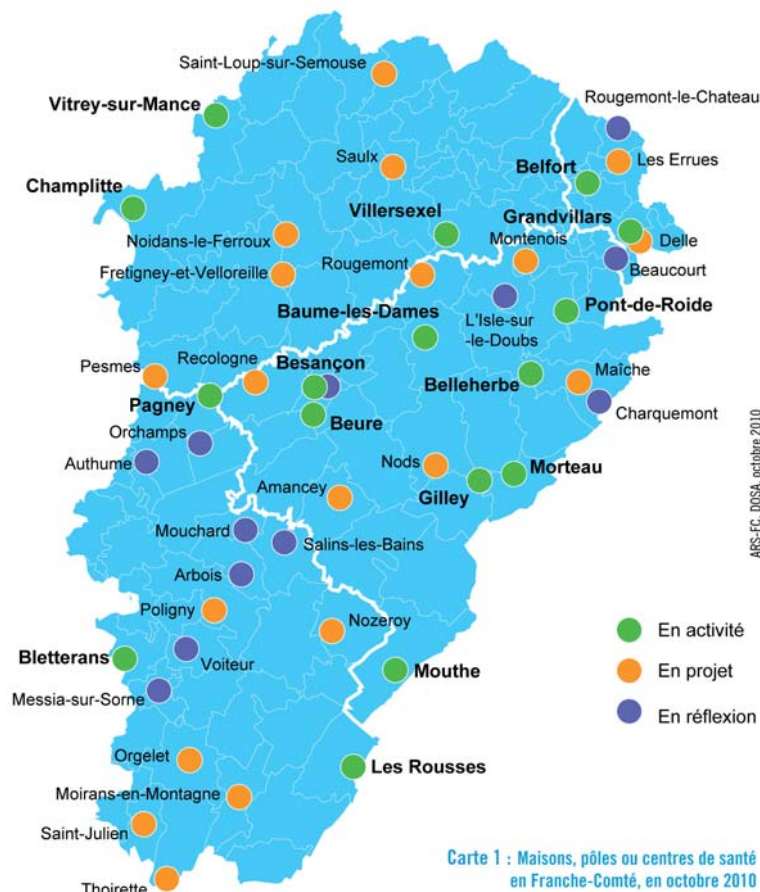 Saint-Loup-sur-Semouse
Rougemont-le-Chateau
Vitrey-sur-Mance
Saulx
Les Errues
Belfort
Champlitte
Villersexel
Grandvillars
Noidans-le-Ferroux
Montenois
Delle
Fretigney-et-Velloreille
Rougemont
Beaucourt
Baume-les-Dames
L'Isle-sur
-le-Doubs
Pont-de-Roide
Pesmes
Recologne
Besançon
Belleherbe
Maîche
Pagney
Beure
Charquemont
Orchamps
Authume
Nods
Morteau
Gilley
Amancey
Mouchard
Salins-les-Bains
Arbois
Poligny
Nozeroy
Bletterans
Voiteur
Mouthe
Messia-sur-Sorne
Orgelet
Les Rousses
Moirans-en-Montagne
Saint-Julien
Thoirette
En activité
En projet
En réflexion
ARS-FC, DOSA, octobre 2010
Carte 1 : Maisons, pôles ou centres de santé
en Franche-Comté, en octobre 2010